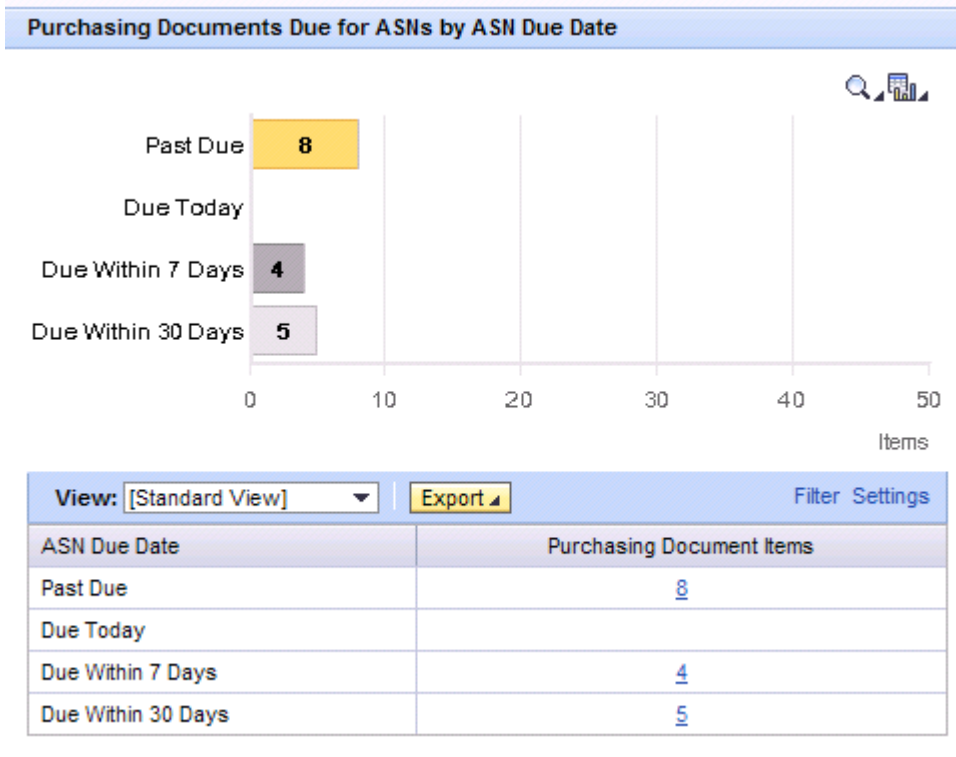 Purchasing Documents Due for ASNs by ASN Due Date
Past Due 8
Due Today
Due Within 7 Days 4
Due Within 30 Days 5
0 10 20 30 40 50
Items
View: [Standard View] Export Filter Settings
ASN Due Date Purchasing Document Items
Past Due 8
Due Today
Due Within 7 Days 4
Due Within 30 Days 5